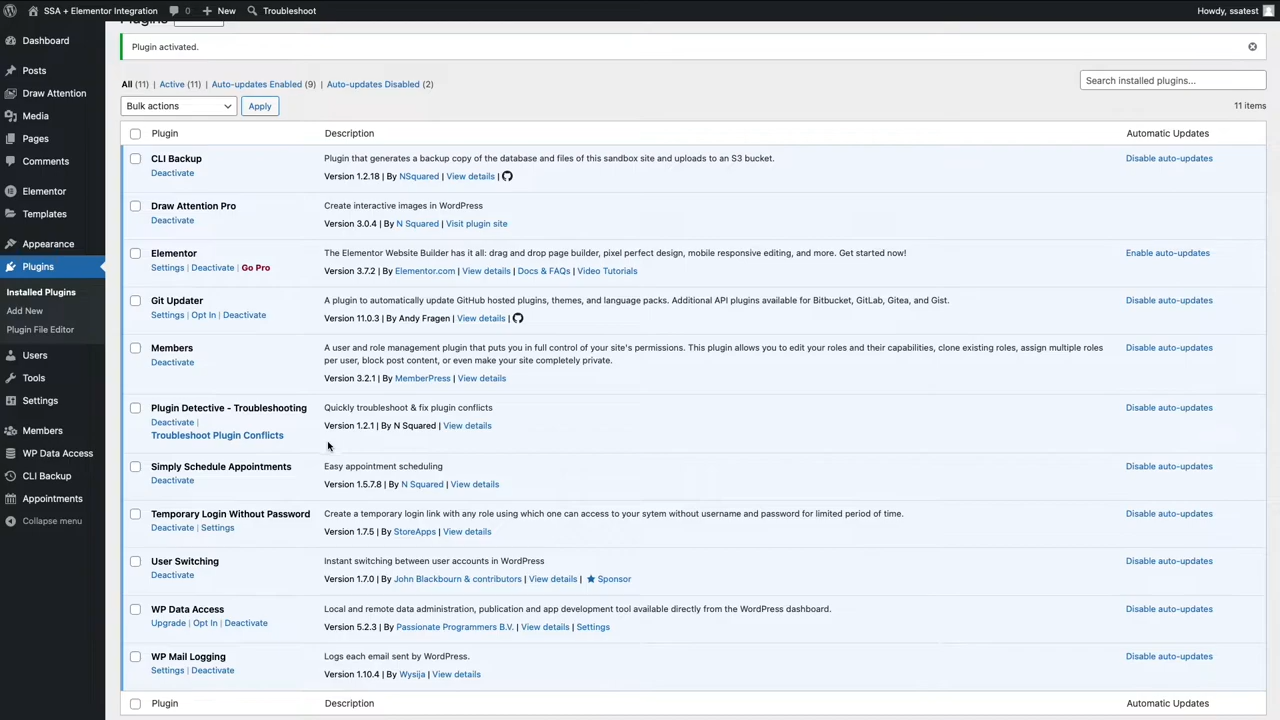 SSA + Elementor Integration 0 New Troubleshoot Howdy, ssatest
Dashboard
Posts
Draw Attention
Media
Pages
Comments
Elementor
Templates
Appearance
Plugins
Installed Plugins
Add New
Plugin File Editor
Users
Tools
Settings
Members
WP Data Access
CLI Backup
Appointments
Collapse menu
Plugins
Plugin activated.
All (11) | Active (11) | Auto-updates Enabled (9) | Auto-updates Disabled (2)
Search installed plugins...
Bulk actions Apply
11 items
Plugin Description Automatic Updates
CLI Backup Plugin that generates a backup copy of the database and files of this sandbox site and uploads to an S3 bucket. Disable auto-updates
Deactivate
Version 1.2.18 | By NSquared | View details |
Draw Attention Pro Create interactive images in WordPress
Deactivate
Version 3.0.4 | By N Squared | Visit plugin site
Elementor The Elementor Website Builder has it all: drag and drop page builder, pixel perfect design, mobile responsive editing, and more. Get started now! Enable auto-updates
Settings | Deactivate | Go Pro
Version 3.7.2 | By Elementor.com | View details | Docs & FAQs | Video Tutorials
Git Updater A plugin to automatically update GitHub hosted plugins, themes, and language packs. Additional API plugins available for Bitbucket, GitLab, Gitea, and Gist. Disable auto-updates
Settings | Opt In | Deactivate
Version 11.0.3 | By Andy Fragen | View details |
Members A user and role management plugin that puts you in full control of your site's permissions. This plugin allows you to edit your roles and their capabilities, clone existing roles, assign multiple roles Disable auto-updates
per user, block post content, or even make your site completely private.
Deactivate
Version 3.2.1 | By MemberPress | View details
Plugin Detective - Troubleshooting Quickly troubleshoot & fix plugin conflicts Disable auto-updates
Deactivate |
Version 1.2.1 | By N Squared | View details
Troubleshoot Plugin Conflicts
Simply Schedule Appointments Easy appointment scheduling Disable auto-updates
Deactivate
Version 1.5.7.8 | By N Squared | View details
Temporary Login Without Password Create a temporary login link with any role using which one can access to your sytem without username and password for limited period of time. Disable auto-updates
Deactivate | Settings
Version 1.7.5 | By StoreApps | View details
User Switching Instant switching between user accounts in WordPress Disable auto-updates
Deactivate
Version 1.7.0 | By John Blackbourn & contributors | View details | Sponsor
WP Data Access Local and remote data administration, publication and app development tool available directly from the WordPress dashboard. Disable auto-updates
Upgrade | Opt In | Deactivate
Version 5.2.3 | By Passionate Programmers B.V. | View details | Settings
WP Mail Logging Logs each email sent by WordPress. Disable auto-updates
Settings | Deactivate
Version 1.10.4 | By Wysija | View details
Plugin Description Automatic Updates